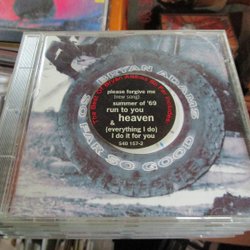 BRYAN ADAMS
SO FAR SO GOOD
please forgive me
(new song)
summer of '69
run to you
& heaven
(everything I do)
I do it for you
540 157-2